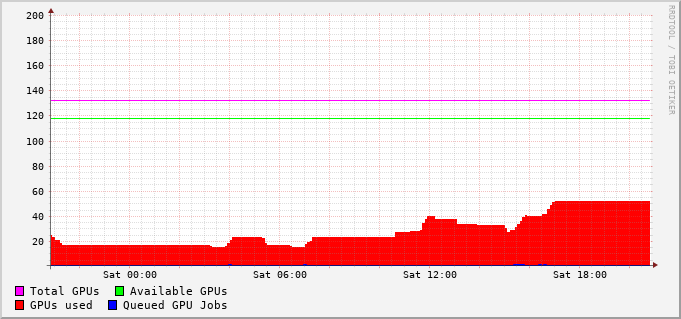 200
180
160
140
120
100
80
60
40
20
Sat 00:00 Sat 06:00 Sat 12:00 Sat 18:00
Total GPUs Available GPUs
GPUs used Queued GPU Jobs
RRDTOOL / TOBI OETIKER